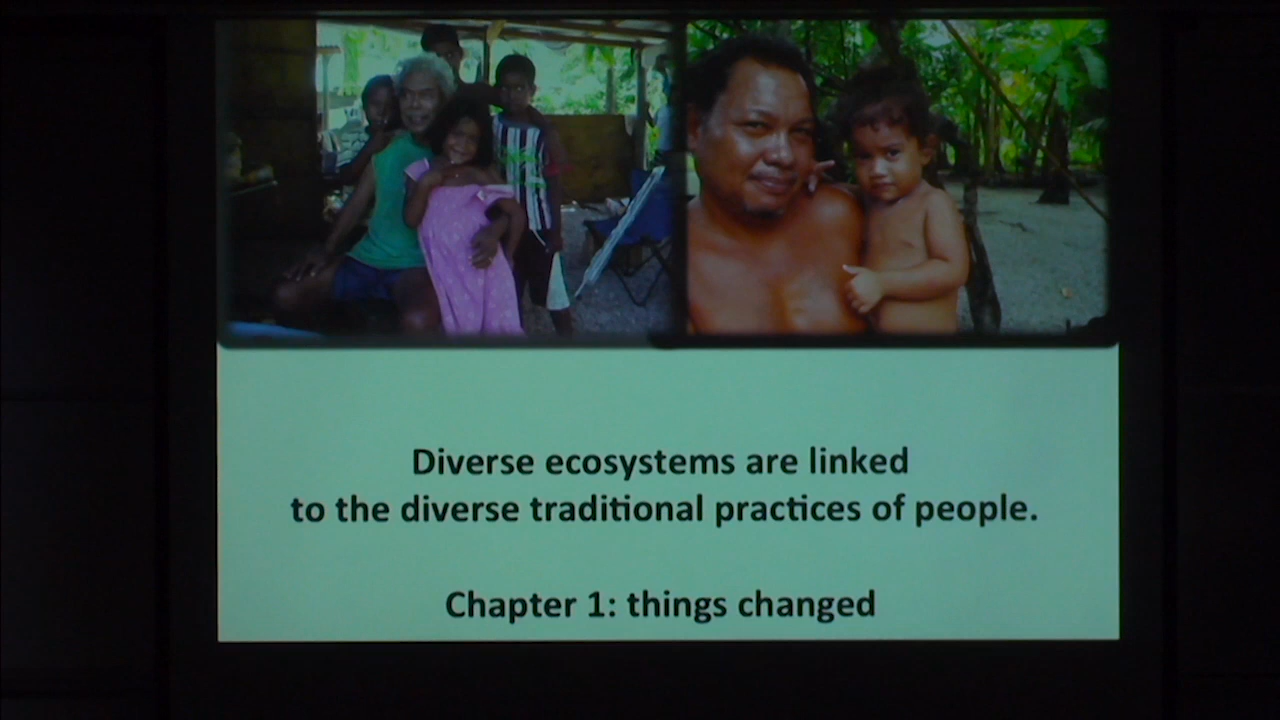 Diverse ecosystems are linked
to the diverse traditional practices of people.
Chapter 1: things changed